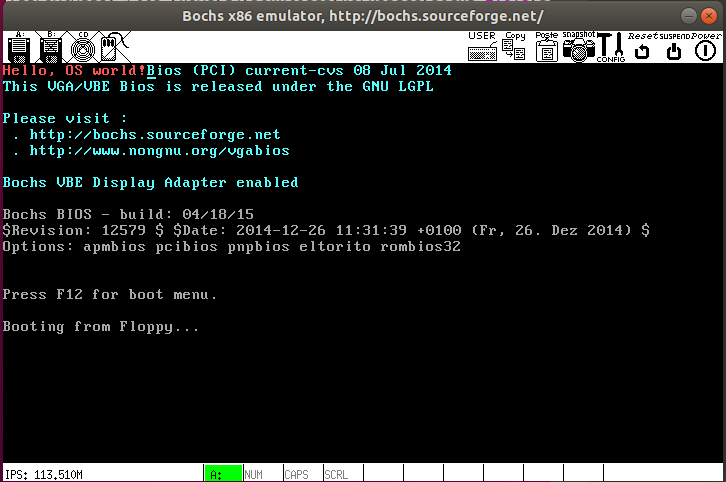 Bochs x86 emulator, http://bochs.sourceforge.net/
A: B: CD USER Copy Paste snapshot CONFIG Reset SUSPEND Power
Hello, OS world!Bios (PCI) current-cvs 08 Jul 2014
This VGA/VBE Bios is released under the GNU LGPL
Please visit :
. http://bochs.sourceforge.net
. http://www.nongnu.org/vgabios
Bochs VBE Display Adapter enabled
Bochs BIOS - build: 04/18/15
$Revision: 12579 $ $Date: 2014-12-26 11:31:39 +0100 (Fr, 26. Dez 2014) $
Options: apmbios pcibios pnpbios eltorito rombios32
Press F12 for boot menu.
Booting from Floppy...
IPS: 113.510M A: NUM CAPS SCRL